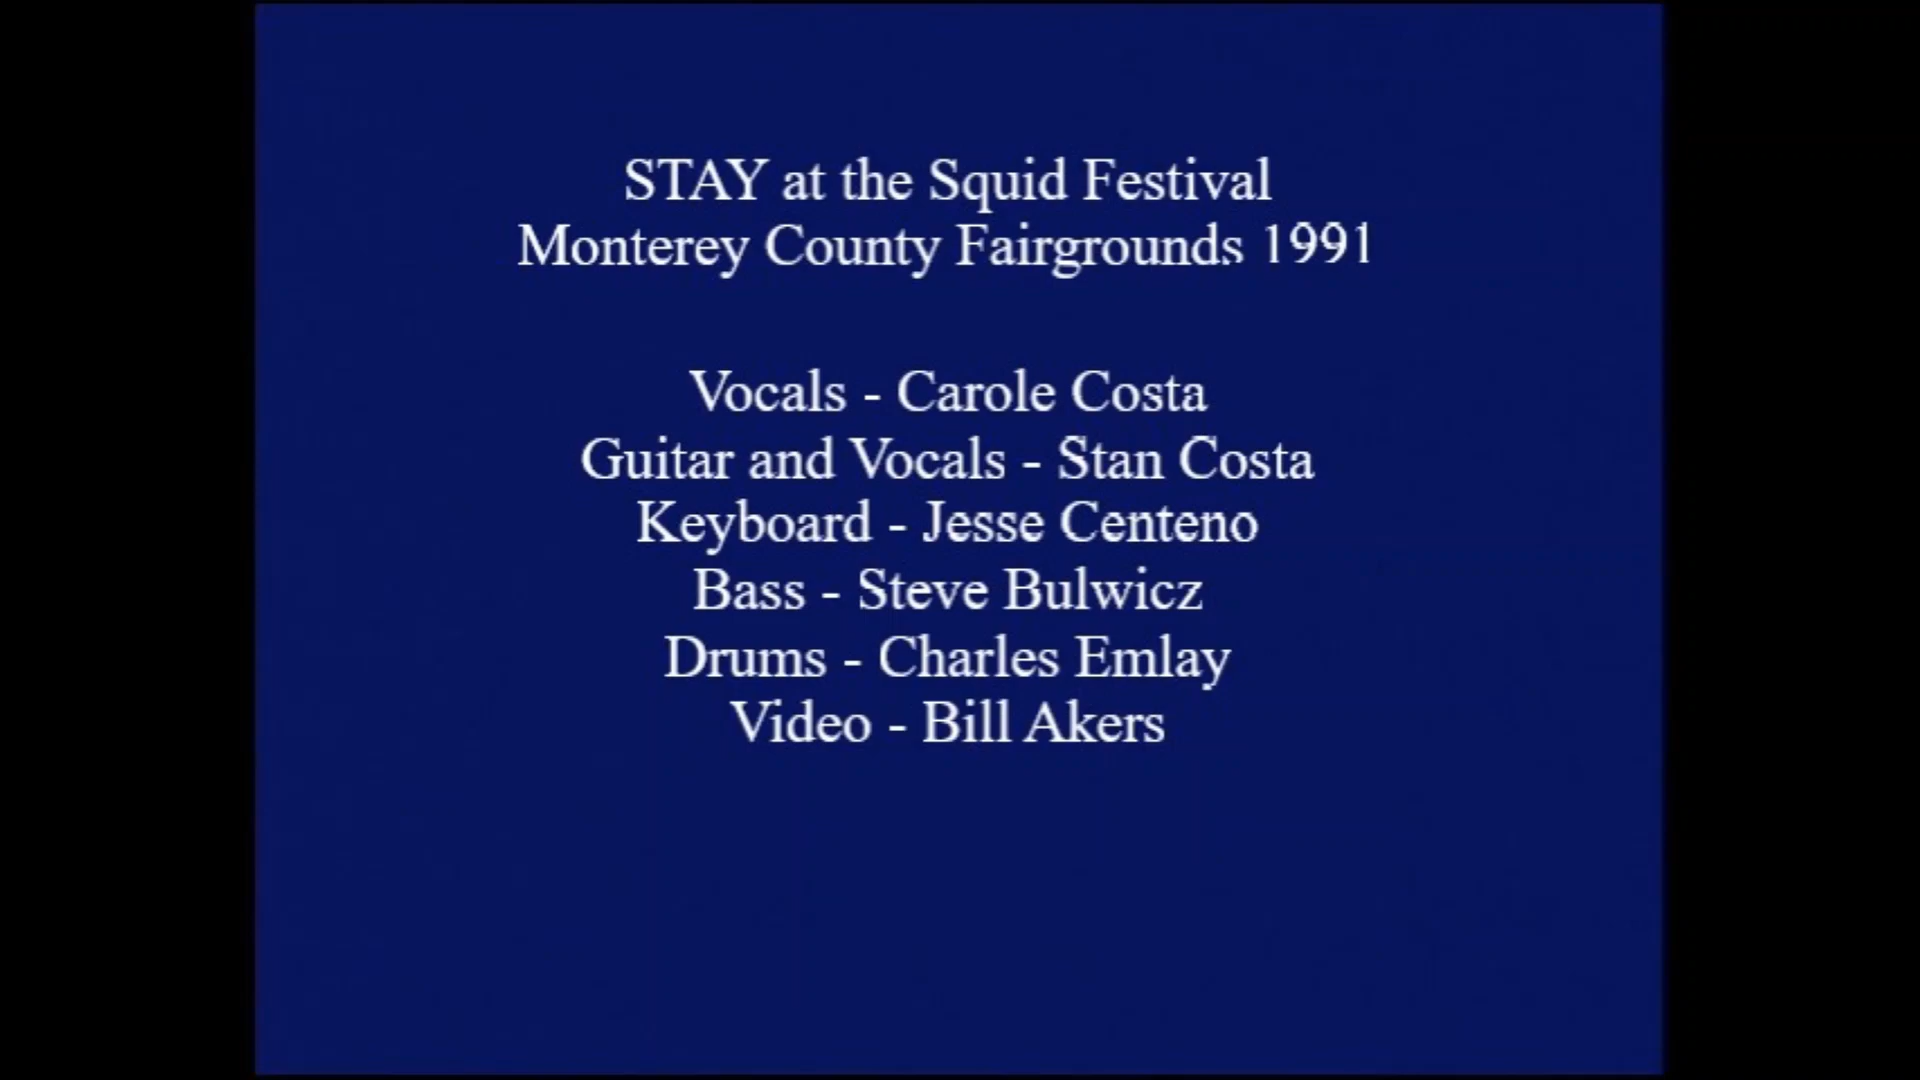 STAY at the Squid Festival
Monterey County Fairgrounds 1991
Vocals - Carole Costa
Guitar and Vocals - Stan Costa
Keyboard - Jesse Centeno
Bass - Steve Bulwicz
Drums - Charles Emlay
Video - Bill Akers